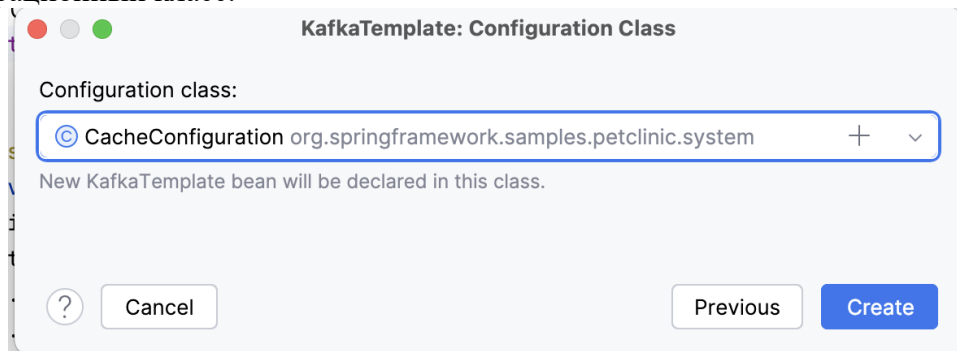 KafkaTemplate: Configuration Class
Configuration class:
© CacheConfiguration org.springframework.samples.petclinic.system
New KafkaTemplate bean will be declared in this class.
? Cancel Previous Create